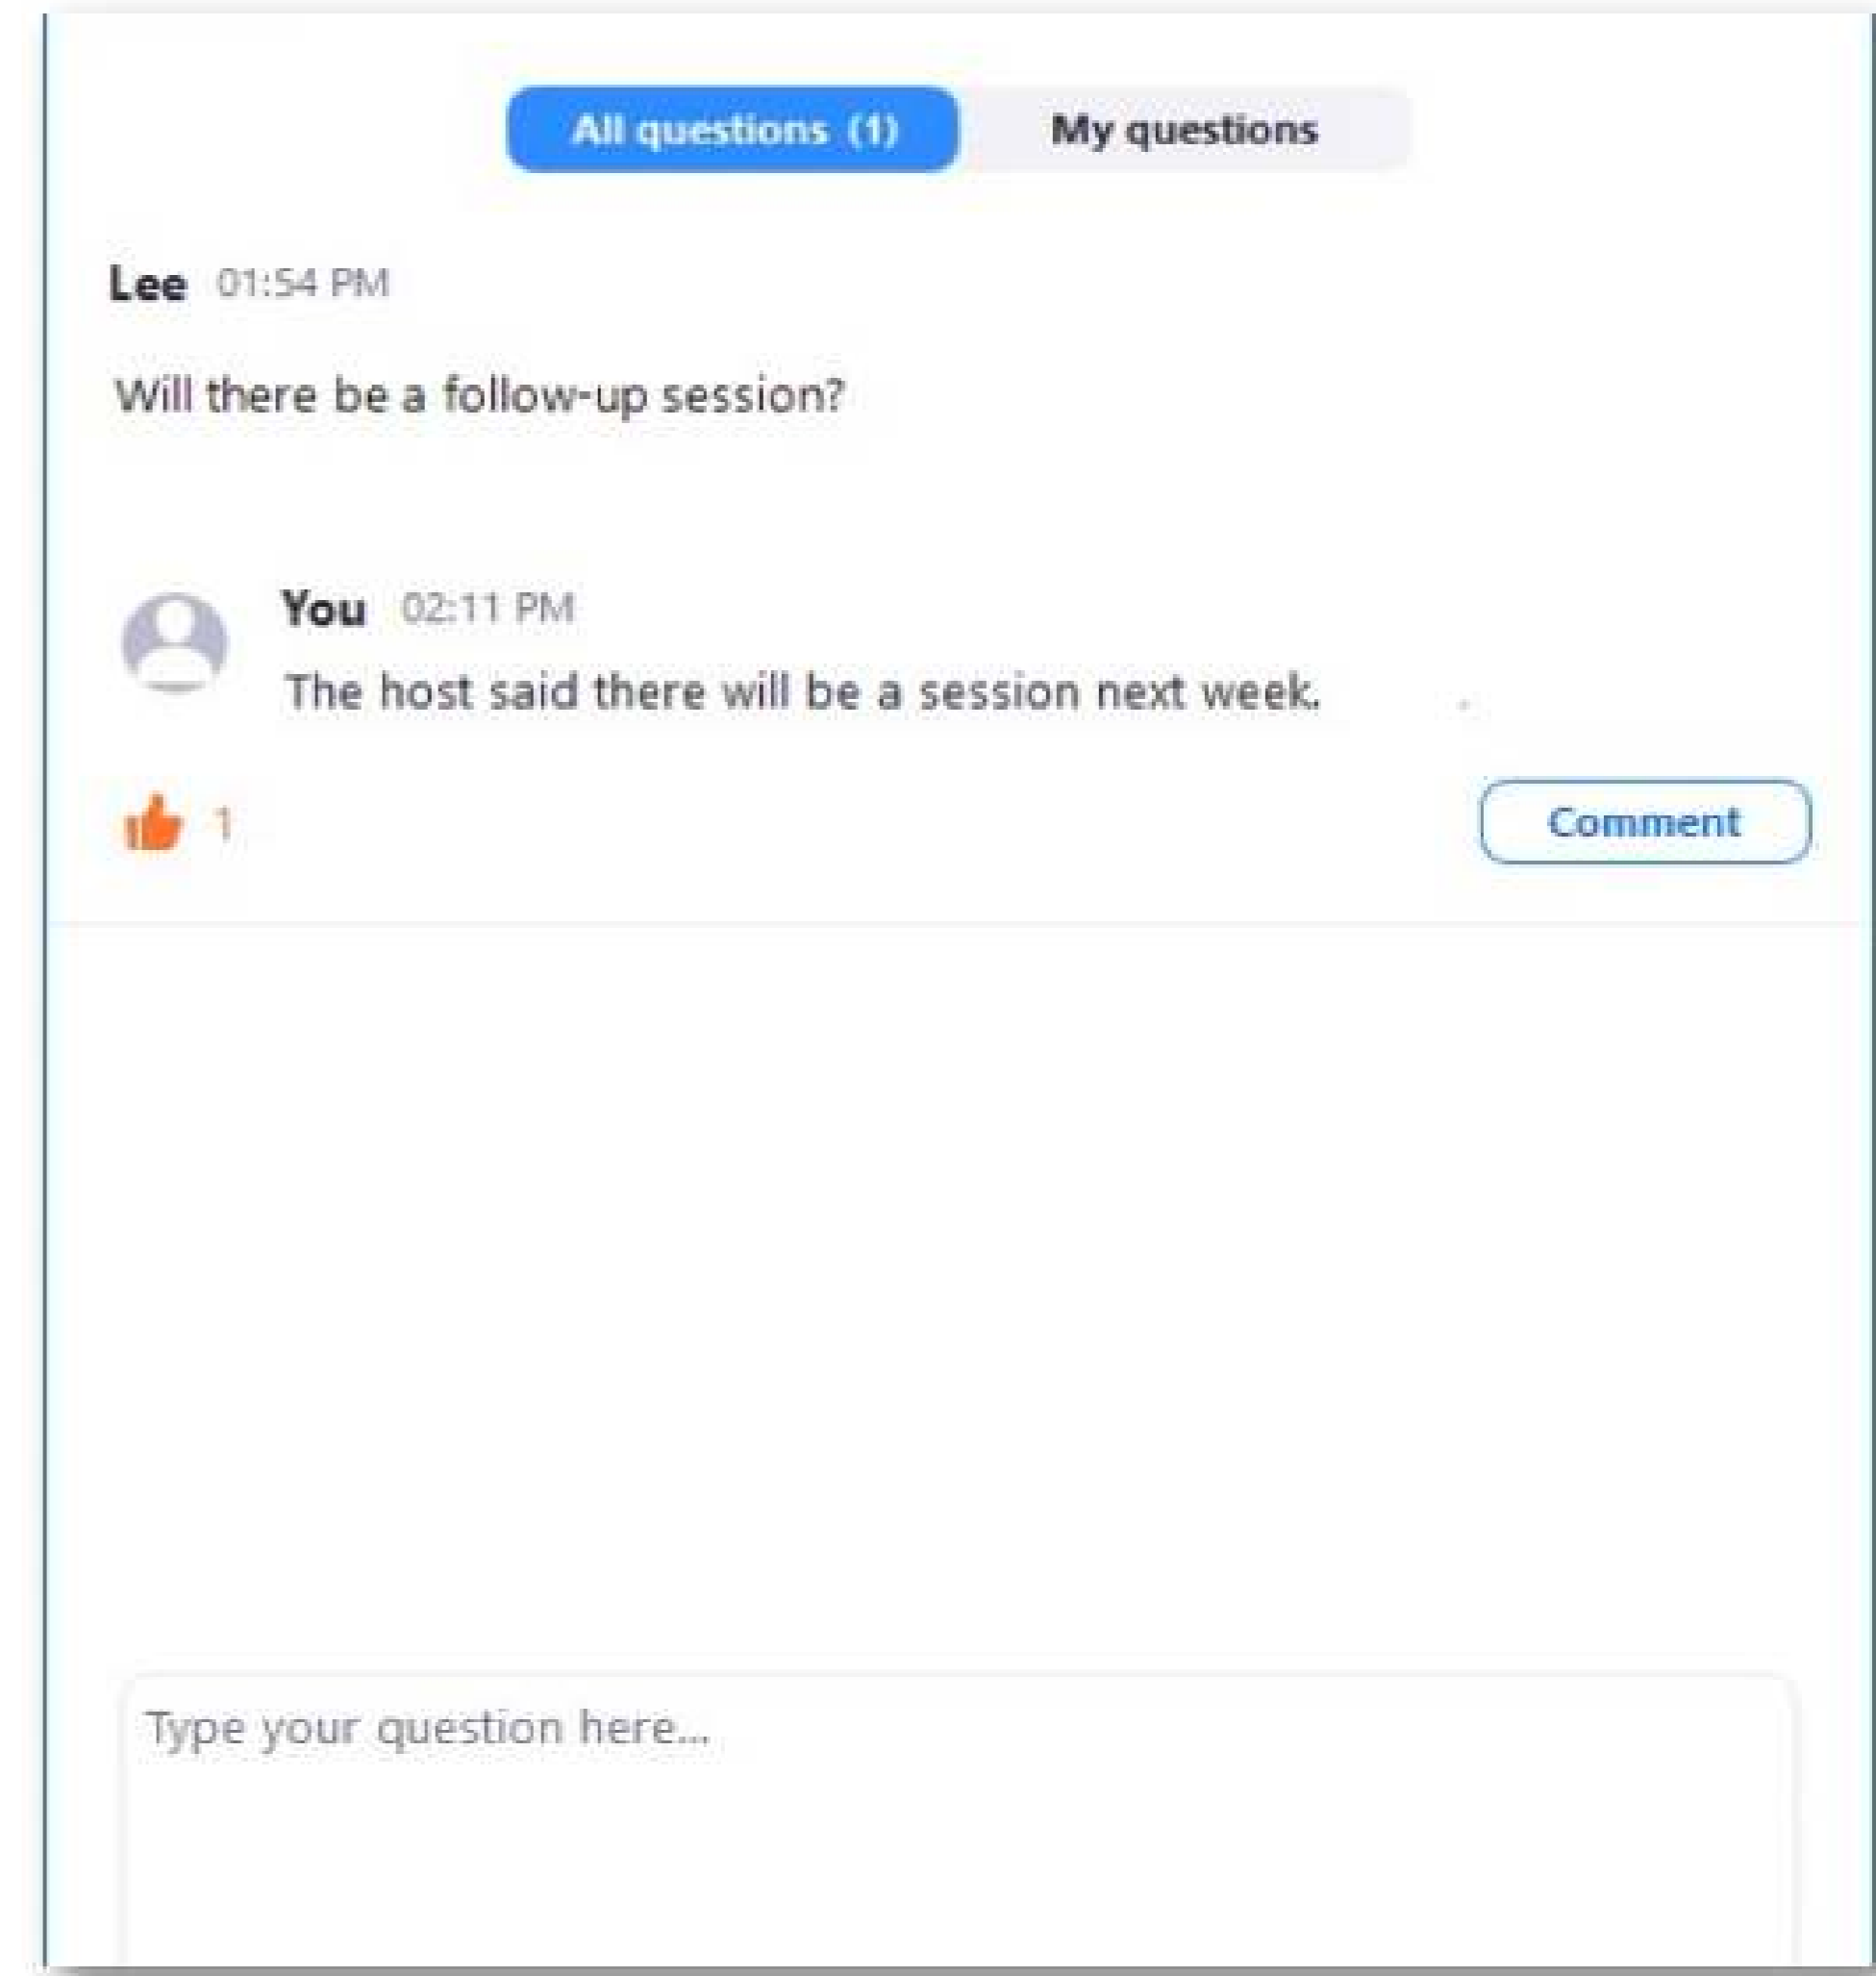 All questions (1) My questions
Lee 01:54 PM
Will there be a follow-up session?
You 02:11 PM
The host said there will be a session next week.
1 Comment
Type your question here...